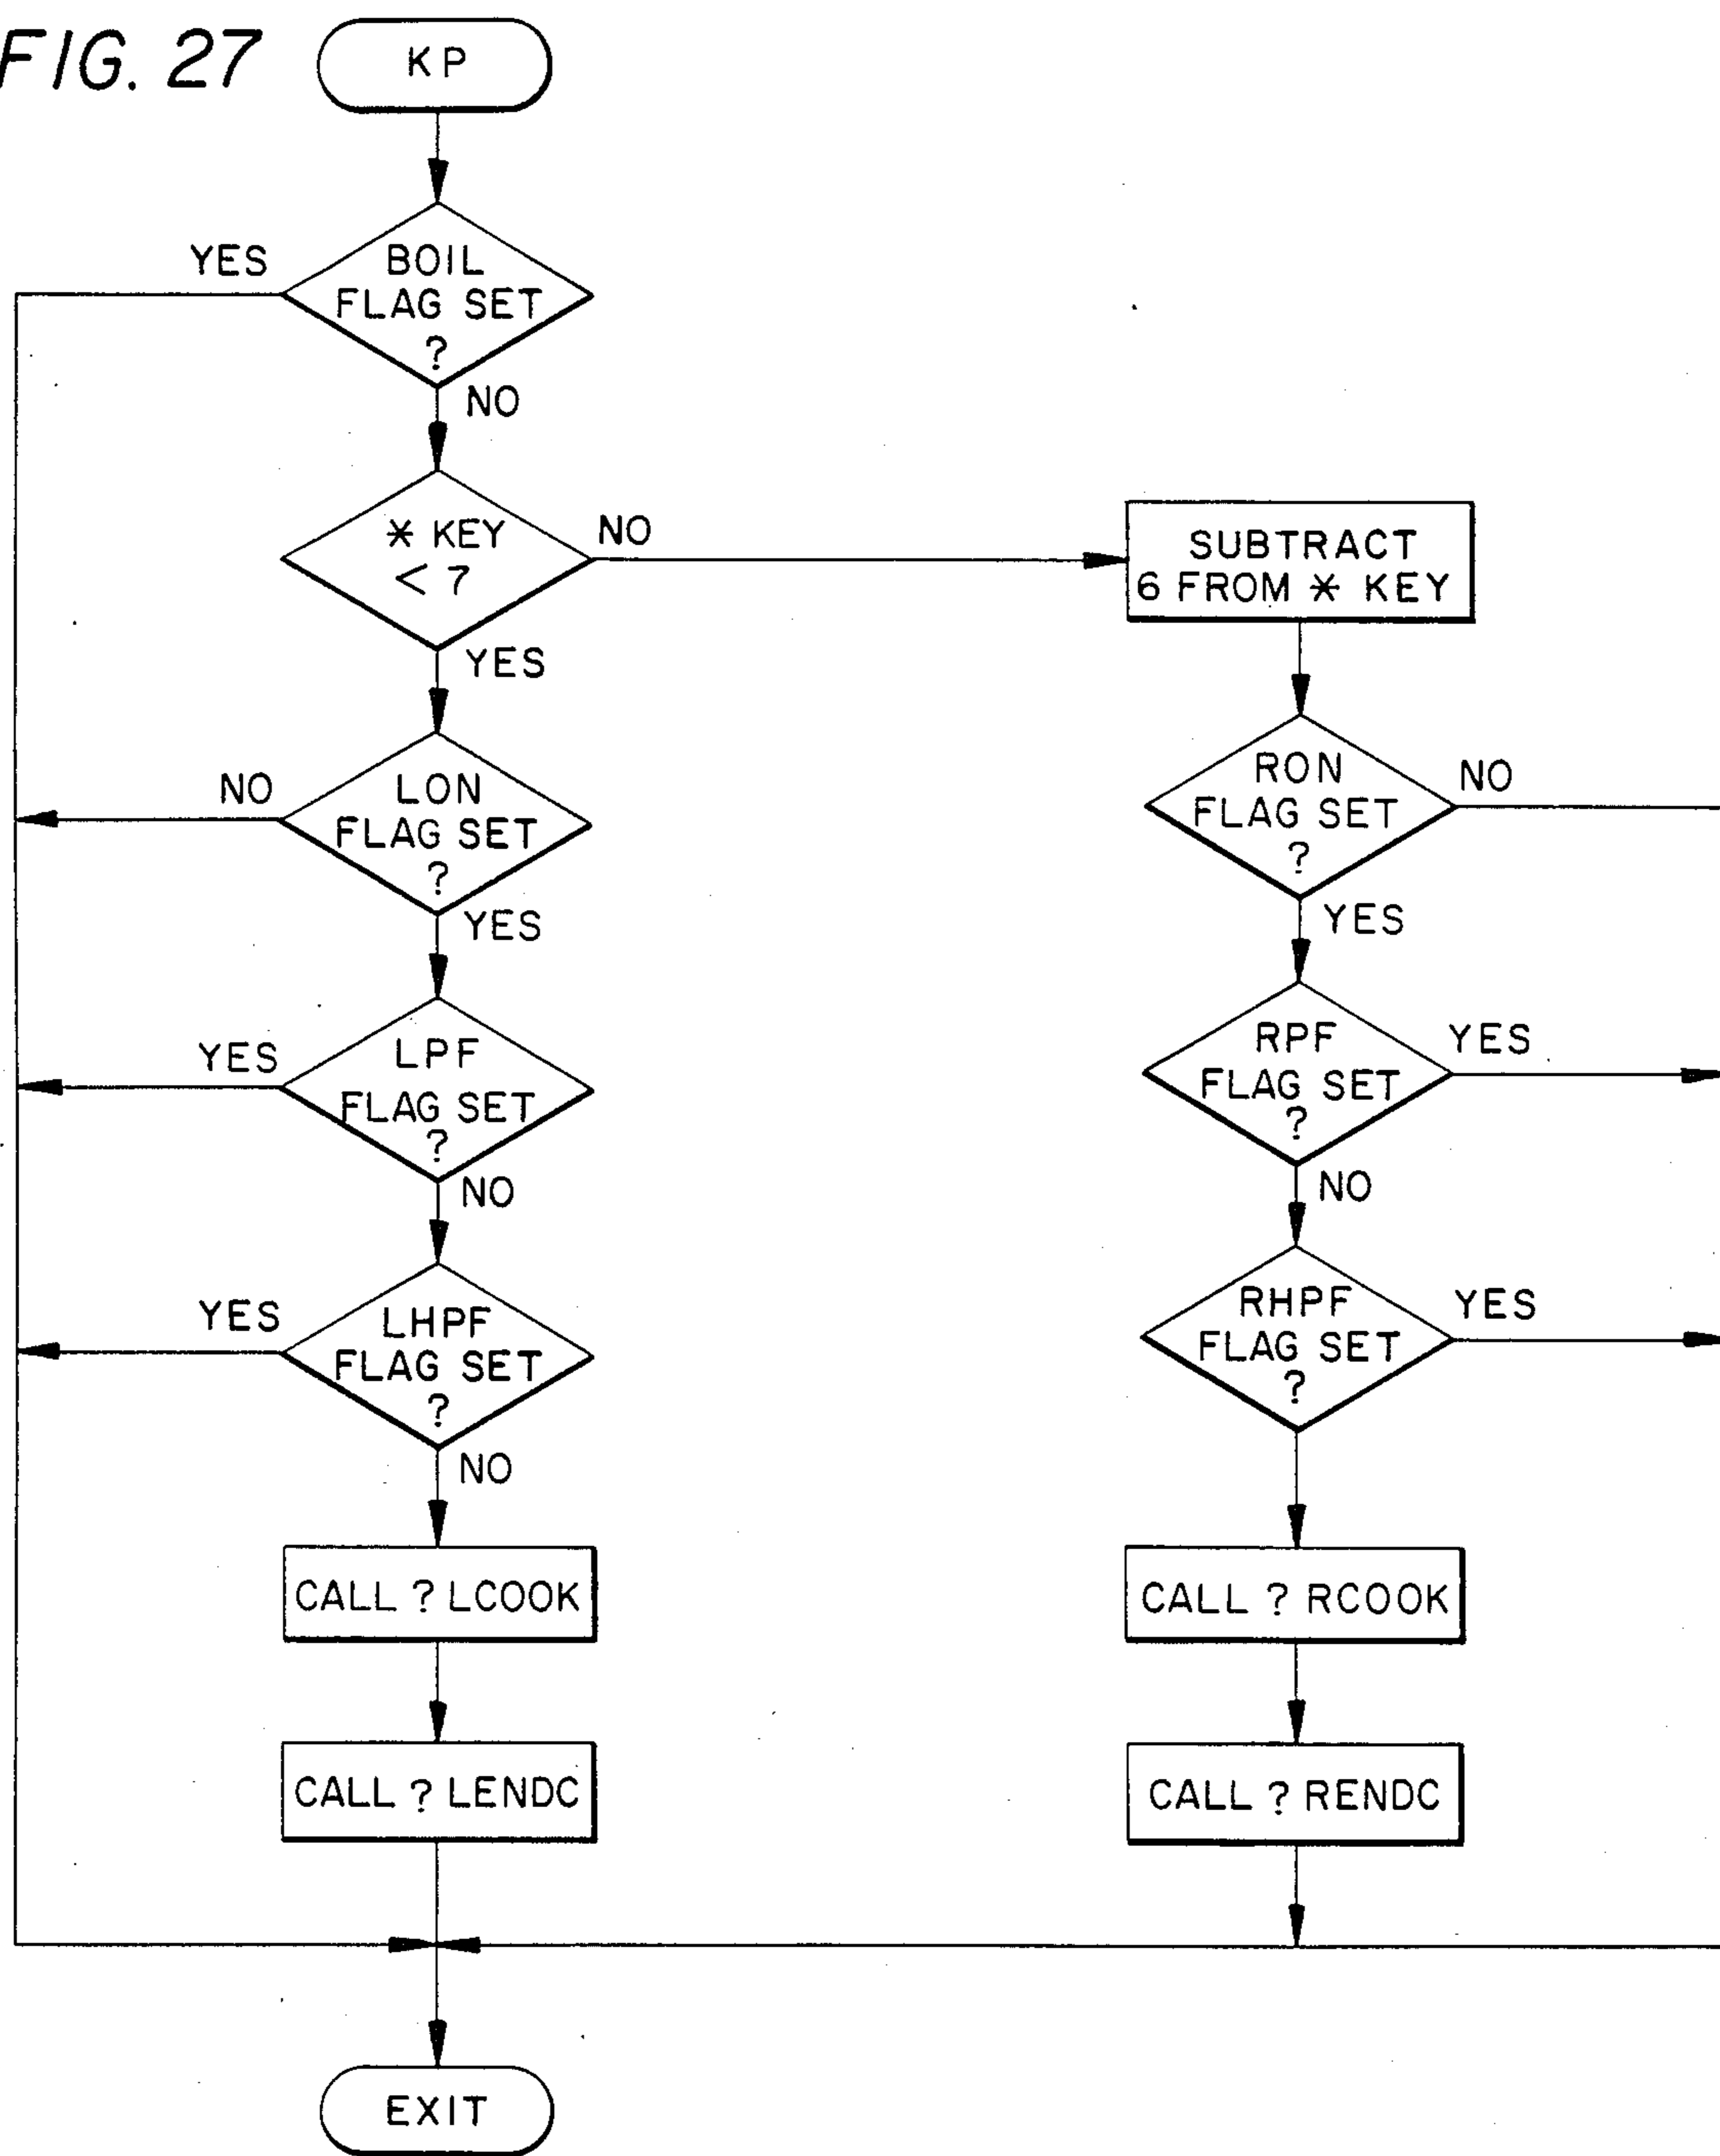 FIG. 27
KP
BOIL
FLAG SET
?
YES
NO
* KEY
< 7
NO
YES
SUBTRACT
6 FROM * KEY
LON
FLAG SET
?
NO
YES
RON
FLAG SET
?
NO
YES
LPF
FLAG SET
?
YES
NO
RPF
FLAG SET
?
YES
NO
LHPF
FLAG SET
?
YES
NO
RHPF
FLAG SET
?
YES
CALL ? LCOOK
CALL ? RCOOK
CALL ? LENDC
CALL ? RENDC
EXIT